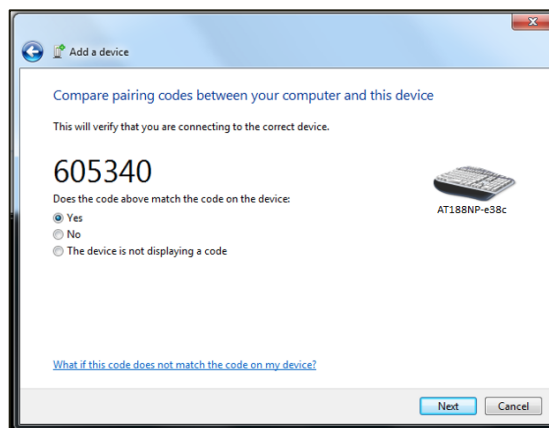 Add a device
Compare pairing codes between your computer and this device
This will verify that you are connecting to the correct device.
605340
Does the code above match the code on the device:
Yes
No
The device is not displaying a code
AT188NP-e38c
What if this code does not match the code on my device?
Next
Cancel